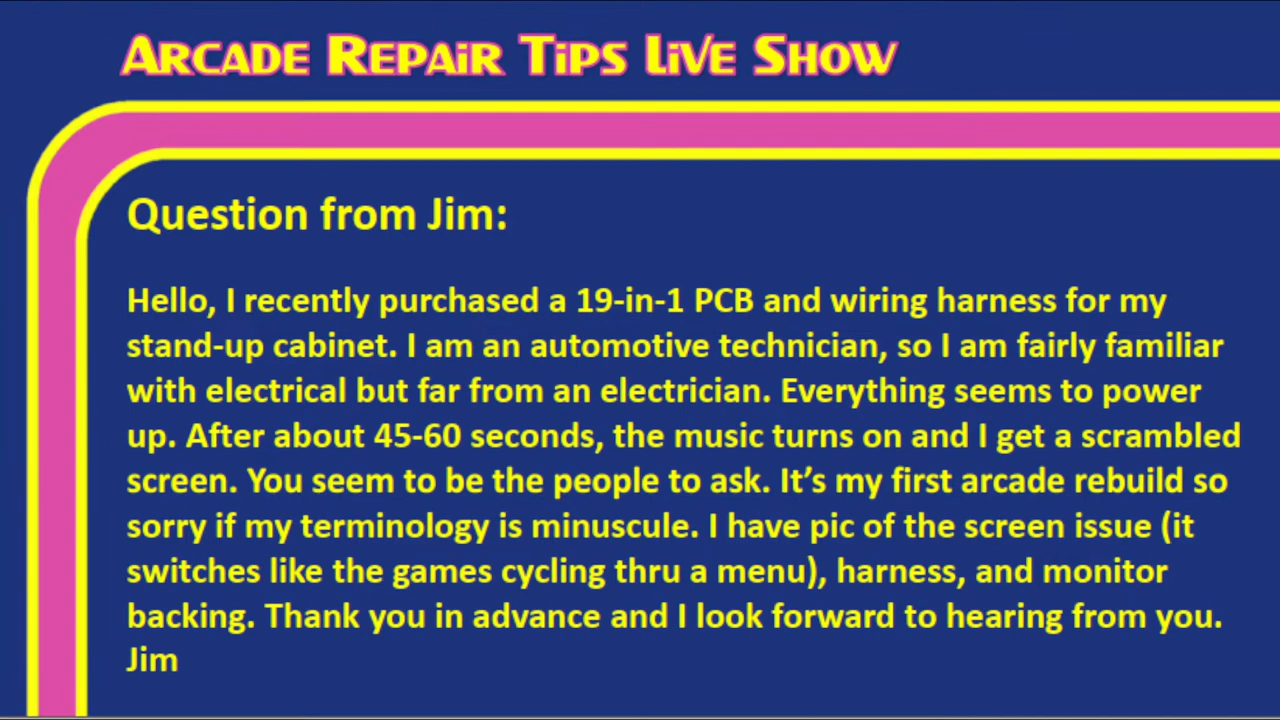 Arcade Repair Tips Live Show
Question from Jim:
Hello, I recently purchased a 19-in-1 PCB and wiring harness for my
stand-up cabinet. I am an automotive technician, so I am fairly familiar
with electrical but far from an electrician. Everything seems to power
up. After about 45-60 seconds, the music turns on and I get a scrambled
screen. You seem to be the people to ask. It’s my first arcade rebuild so
sorry if my terminology is minuscule. I have pic of the screen issue (it
switches like the games cycling thru a menu), harness, and monitor
backing. Thank you in advance and I look forward to hearing from you.
Jim